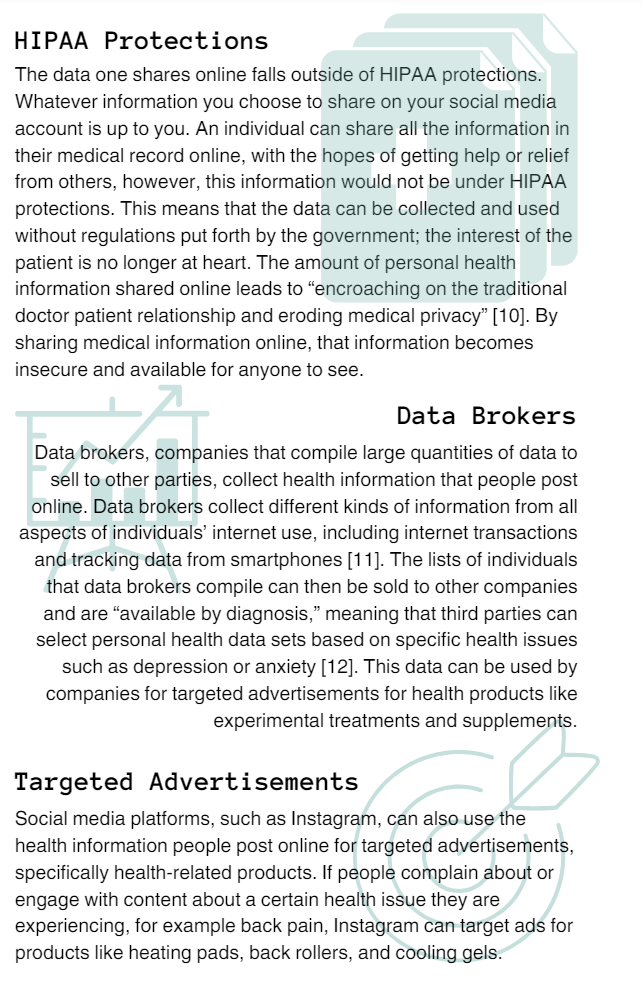 HIPAA Protections
The data one shares online falls outside of HIPAA protections.
Whatever information you choose to share on your social media
account is up to you. An individual can share all the information in
their medical record online, with the hopes of getting help or relief
from others, however, this information would not be under HIPAA
protections. This means that the data can be collected and used
without regulations put forth by the government; the interest of the
patient is no longer at heart. The amount of personal health
information shared online leads to “encroaching on the traditional
doctor patient relationship and eroding medical privacy” [10]. By
sharing medical information online, that information becomes
insecure and available for anyone to see.
Data Brokers
Data brokers, companies that compile large quantities of data to
sell to other parties, collect health information that people post
online. Data brokers collect different kinds of information from all
aspects of individuals’ internet use, including internet transactions
and tracking data from smartphones [11]. The lists of individuals
that data brokers compile can then be sold to other companies
and are “available by diagnosis,” meaning that third parties can
select personal health data sets based on specific health issues
such as depression or anxiety [12]. This data can be used by
companies for targeted advertisements for health products like
experimental treatments and supplements.
Targeted Advertisements
Social media platforms, such as Instagram, can also use the
health information people post online for targeted advertisements,
specifically health-related products. If people complain about or
engage with content about a certain health issue they are
experiencing, for example back pain, Instagram can target ads for
products like heating pads, back rollers, and cooling gels.